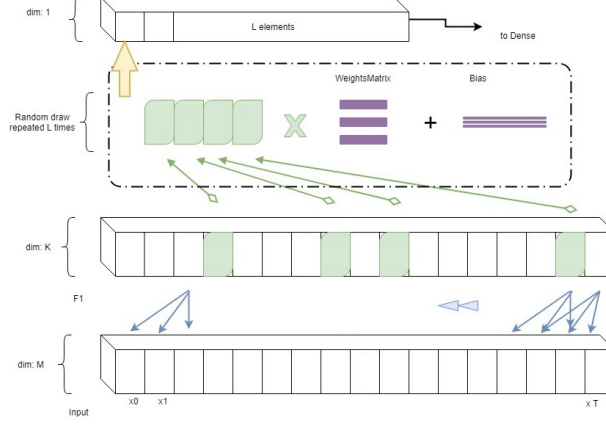 dim: 1
L elements
to Dense
WeightsMatrix
Bias
Random draw
repeated L times
X
+
dim: K
F1
dim: M
x0
x1
x T
Input